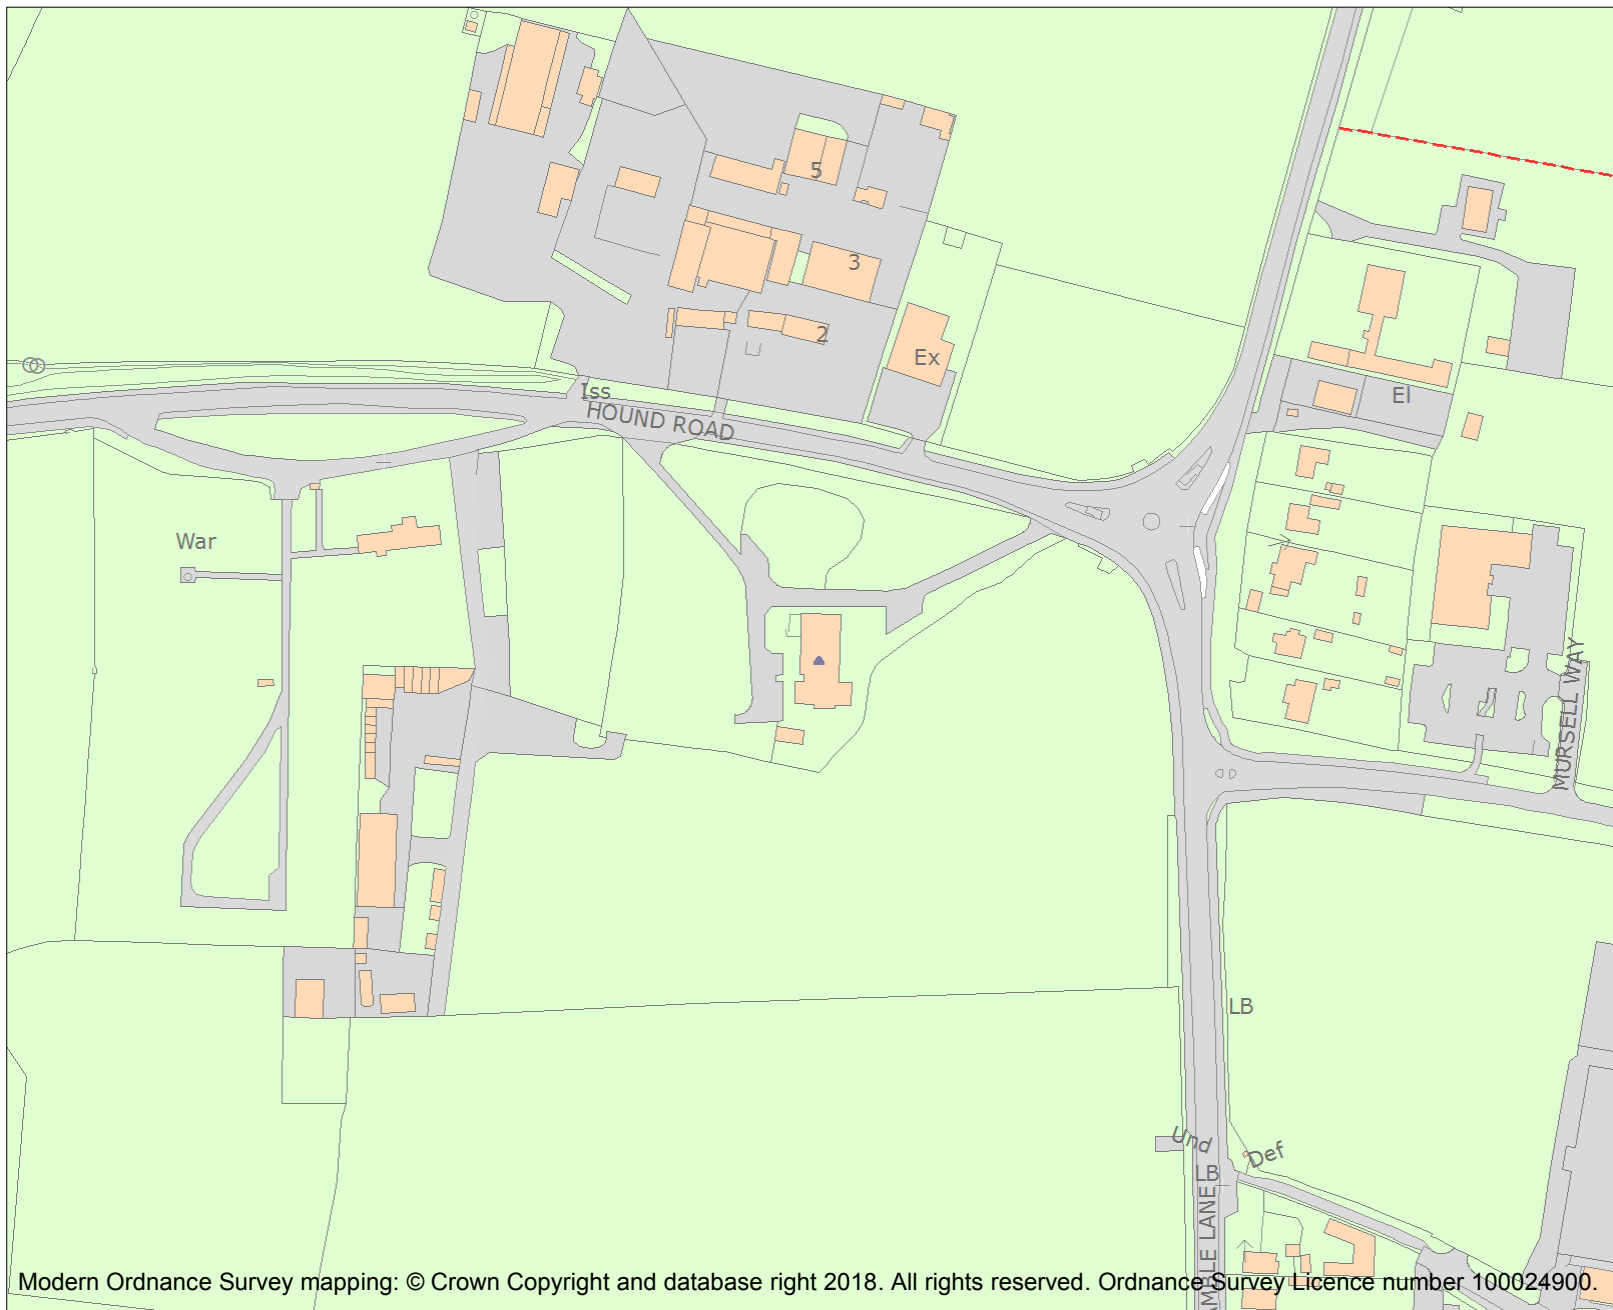 5
3
2
Ex
Iss
HOUND ROAD
El
War
MURSELL WAY
LB
Und
Def
LB
MBLE LANE
Modern Ordnance Survey mapping: © Crown Copyright and database right 2018. All rights reserved. Ordnance Survey Licence number 100024900.